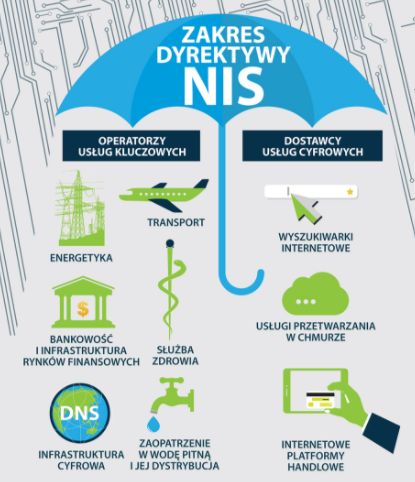 ZAKRES
DYREKTYWY
NIS
OPERATORZY
USŁUG KLUCZOWYCH
DOSTAWCY
USŁUG CYFROWYCH
ENERGETYKA
TRANSPORT
WYSZUKIWARKI
INTERNETOWE
$
BANKOWOŚĆ
I INFRASTRUKTURA
RYNKÓW FINANSOWYCH
SŁUŻBA
ZDROWIA
USŁUGI PRZETWARZANIA
W CHMURZE
DNS
INFRASTRUKTURA
CYFROWA
ZAOPATRZENIE
W WODĘ PITNĄ
I JEJ DYSTRYBUCJA
INTERNETOWE
PLATFORMY
HANDLOWE